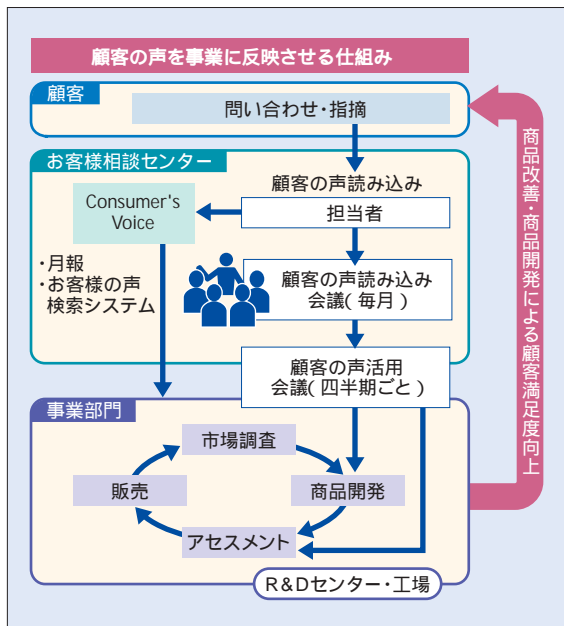 顧客の声を事業に反映させる仕組み
顧客
問い合わせ・指摘
お客様相談センター
顧客の声読み込み
担当者
Consumer's
Voice
・月報
・お客様の声
検索システム
顧客の声読み込み
会議(毎月)
顧客の声活用
会議(四半期ごと)
事業部門
市場調査
販売
商品開発
アセスメント
R&Dセンター・工場
商品改善・商品開発による顧客満足度向上